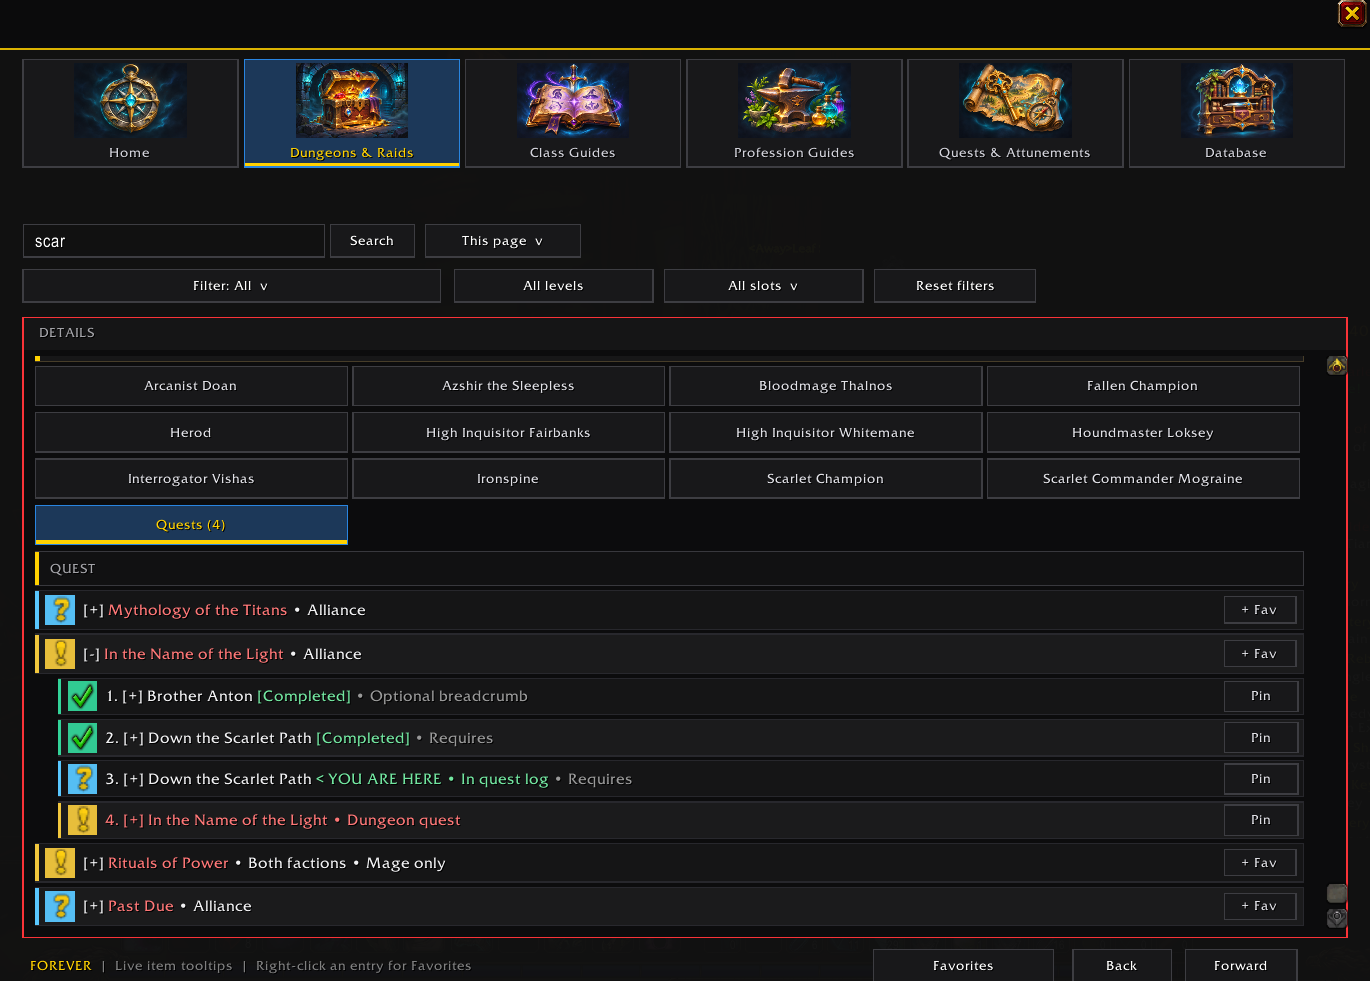 Home
Dungeons & Raids
Class Guides
Profession Guides
Quests & Attunements
Database
scar
Search
This page v
Filter: All v
All levels
All slots v
Reset filters
DETAILS
Arcanist Doan
Azshir the Sleepless
Bloodmage Thalnos
Fallen Champion
Herod
High Inquisitor Fairbanks
High Inquisitor Whitemane
Houndmaster Loksey
Interrogator Vishas
Ironspine
Scarlet Champion
Scarlet Commander Mograine
Quests (4)
QUEST
[+] Mythology of the Titans • Alliance
+ Fav
[-] In the Name of the Light • Alliance
+ Fav
1. [+] Brother Anton [Completed] • Optional breadcrumb
Pin
2. [+] Down the Scarlet Path [Completed] • Requires
Pin
3. [+] Down the Scarlet Path < YOU ARE HERE • In quest log • Requires
Pin
4. [+] In the Name of the Light • Dungeon quest
Pin
[+] Rituals of Power • Both factions • Mage only
+ Fav
[+] Past Due • Alliance
+ Fav
FOREVER | Live item tooltips | Right-click an entry for Favorites
Favorites
Back
Forward